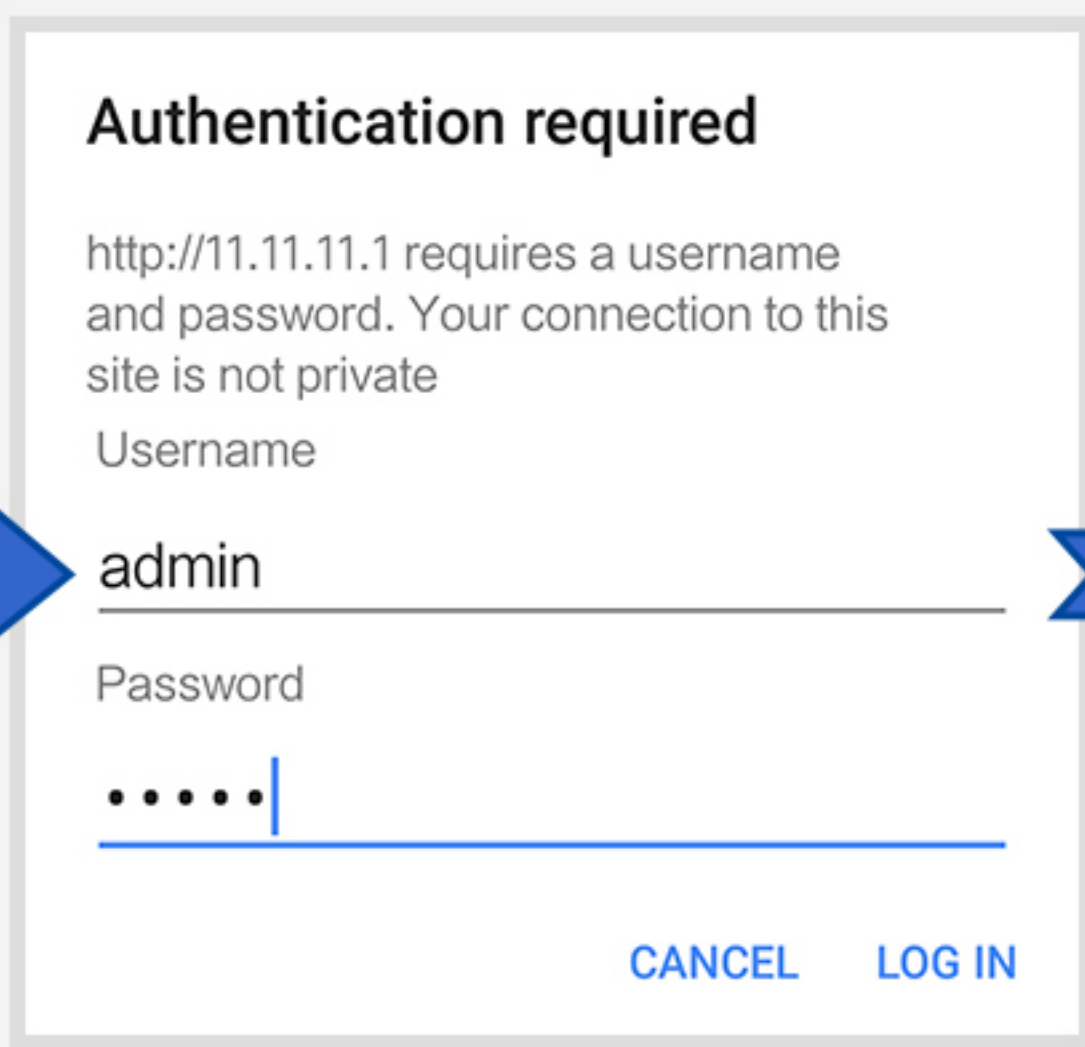 Authentication required
http://11.11.11.1 requires a username
and password. Your connection to this
site is not private
Username
admin
Password
•••••
CANCEL LOG IN